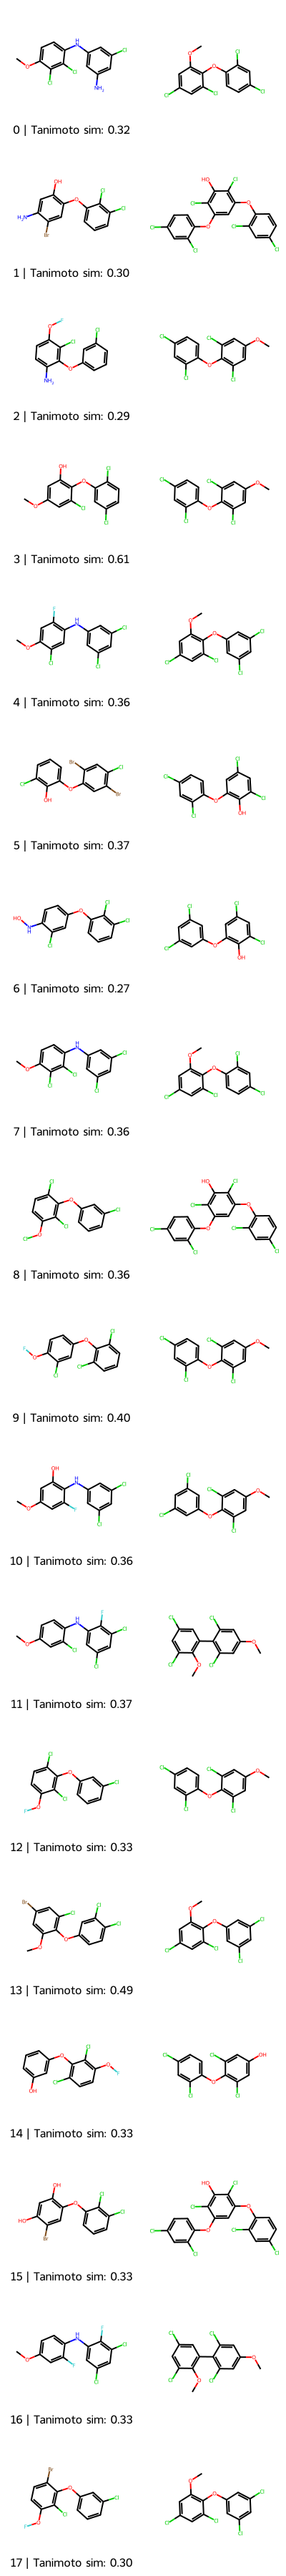 0 | Tanimoto sim: 0.32
1 | Tanimoto sim: 0.30
2 | Tanimoto sim: 0.29
3 | Tanimoto sim: 0.61
4 | Tanimoto sim: 0.36
5 | Tanimoto sim: 0.37
6 | Tanimoto sim: 0.27
7 | Tanimoto sim: 0.36
8 | Tanimoto sim: 0.36
9 | Tanimoto sim: 0.40
10 | Tanimoto sim: 0.36
11 | Tanimoto sim: 0.37
12 | Tanimoto sim: 0.33
13 | Tanimoto sim: 0.49
14 | Tanimoto sim: 0.33
15 | Tanimoto sim: 0.33
16 | Tanimoto sim: 0.33
17 | Tanimoto sim: 0.30